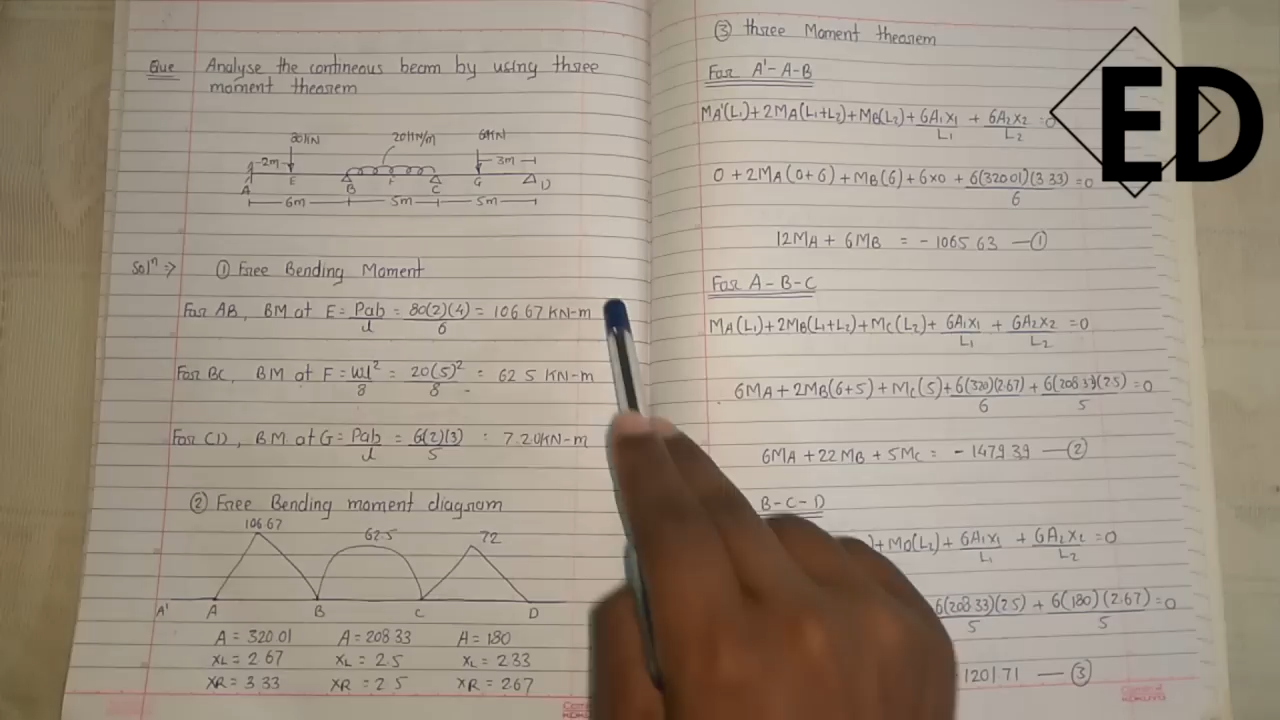 Que Analyse the contineous beam by using three
moment theorem
80KN 20KN/m 6KN
2m 3m
A E B F C G D
6m 5m 5m
Solⁿ ⇒ ① Free Bending Moment
For AB, BM at E = Pab/l = 80(2)(4)/6 = 106.67 KN-m
For BC, BM at F = wl²/8 = 20(5)²/8 = 62.5 KN-m
For CD, BM at G = Pab/l = 6(2)(3)/5 = 7.20KN-m
② Free Bending moment diagram
106.67 62.5 72
A' A B C D
A = 320.01 A = 208.33 A = 180
XL = 2.67 XL = 2.5 XL = 2.33
XR = 3.33 XR = 2.5 XR = 2.67
③ three Moment theorem
For A'-A-B
MA'(L₁)+2MA(L₁+L₂)+MB(L₂)+6A₁X₁/L₁ + 6A₂X₂/L₂ = 0
0 + 2MA(0+6) + MB(6) + 6×0 + 6(320.01)(3.33)/6 = 0
12MA + 6MB = - 1065.63 — ①
For A-B-C
MA(L₁)+2MB(L₁+L₂)+MC(L₂)+6A₁X₁/L₁ + 6A₂X₂/L₂ = 0
6MA + 2MB(6+5) + MC(5) + 6(320)(2.67)/6 + 6(208.33)(2.5)/5 = 0
6MA + 22MB + 5MC = - 1479.39 — ②
B-C-D
)+MD(L₂) + 6A₁X₁/L₁ + 6A₂X₂/L₂ = 0
6(208.33)(2.5)/5 + 6(180)(2.67)/5 = 0
1201.71 — ③
ED